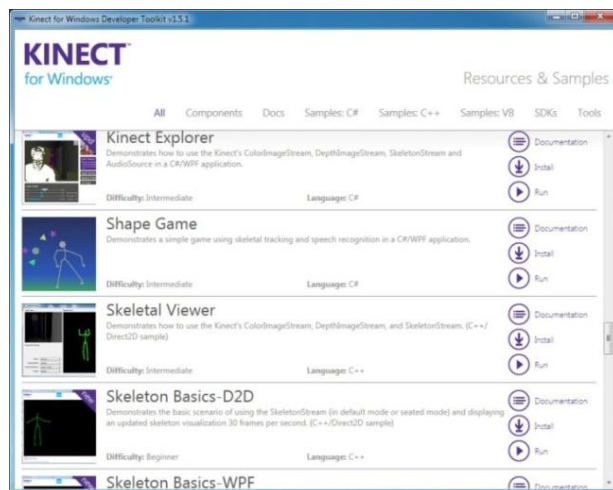 Kinect for Windows Developer Toolkit v1.5.1
KINECT™
for Windows®
Resources & Samples
All Components Docs Samples: C# Samples: C++ Samples: VB SDKs Tools
Kinect Explorer
Demonstrates how to use the Kinect's ColorImageStream, DepthImageStream, SkeletonStream and
AudioSource in a C#/WPF application.
Difficulty: Intermediate Language: C#
Documentation
Install
Run
Shape Game
Demonstrates a simple game using skeletal tracking and speech recognition in a C#/WPF application.
Difficulty: Intermediate Language: C#
Documentation
Install
Run
Skeletal Viewer
Demonstrates how to use the Kinect's ColorImageStream, DepthImageStream, and SkeletonStream. (C++/
Direct2D sample)
Difficulty: Intermediate Language: C++
Documentation
Install
Run
new
Skeleton Basics-D2D
Demonstrates the basic scenario of using the SkeletonStream (in default mode or seated mode) and displaying
an updated skeleton visualization 30 frames per second. (C++/Direct2D sample)
Difficulty: Beginner Language: C++
Documentation
Install
Run
Skeleton Basics-WPF
Documentation